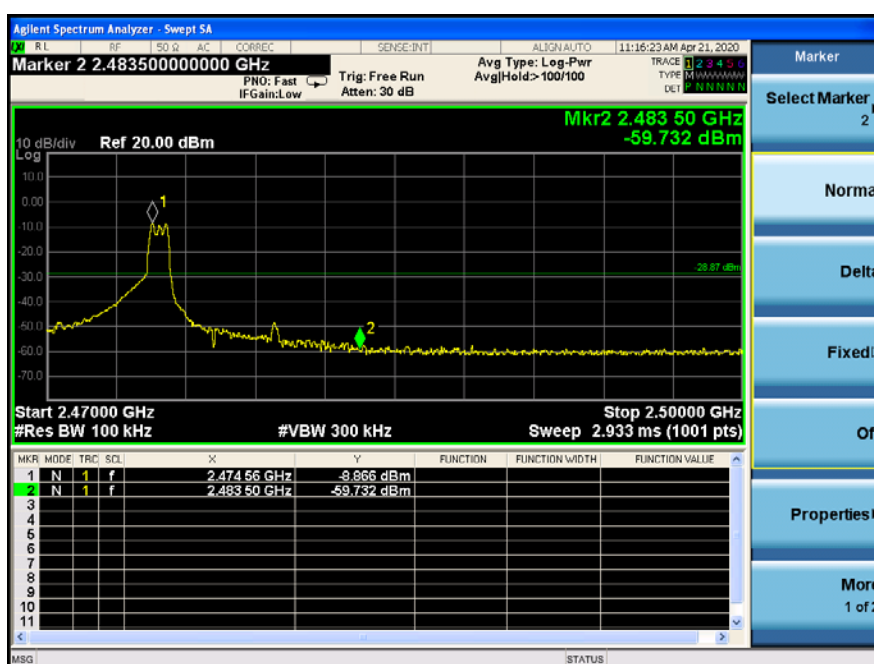 Agilent Spectrum Analyzer - Swept SA
LXI RL RF 50 Ω AC CORREC SENSE:INT ALIGN AUTO 11:16:23 AM Apr 21, 2020
Marker 2 2.483500000000 GHz
PNO: Fast
IFGain:Low
Trig: Free Run
Atten: 30 dB
Avg Type: Log-Pwr
Avg|Hold:>100/100
TRACE 1 2 3 4 5 6
TYPE M
DET P N N N N N
Mkr2 2.483 50 GHz
-59.732 dBm
10 dB/div Ref 20.00 dBm
Log
10.0
0.00
-10.0
-20.0
-30.0
-40.0
-50.0
-60.0
-70.0
1
2
-28.87 dBm
Start 2.47000 GHz Stop 2.50000 GHz
#Res BW 100 kHz #VBW 300 kHz Sweep 2.933 ms (1001 pts)
MKR MODE TRC SCL X Y FUNCTION FUNCTION WIDTH FUNCTION VALUE
1 N 1 f 2.474 56 GHz -8.866 dBm
2 N 1 f 2.483 50 GHz -59.732 dBm
3
4
5
6
7
8
9
10
11
MSG STATUS
Marker
Select Marker
2
Norma
Delta
Fixed
Of
Properties
More
1 of 2